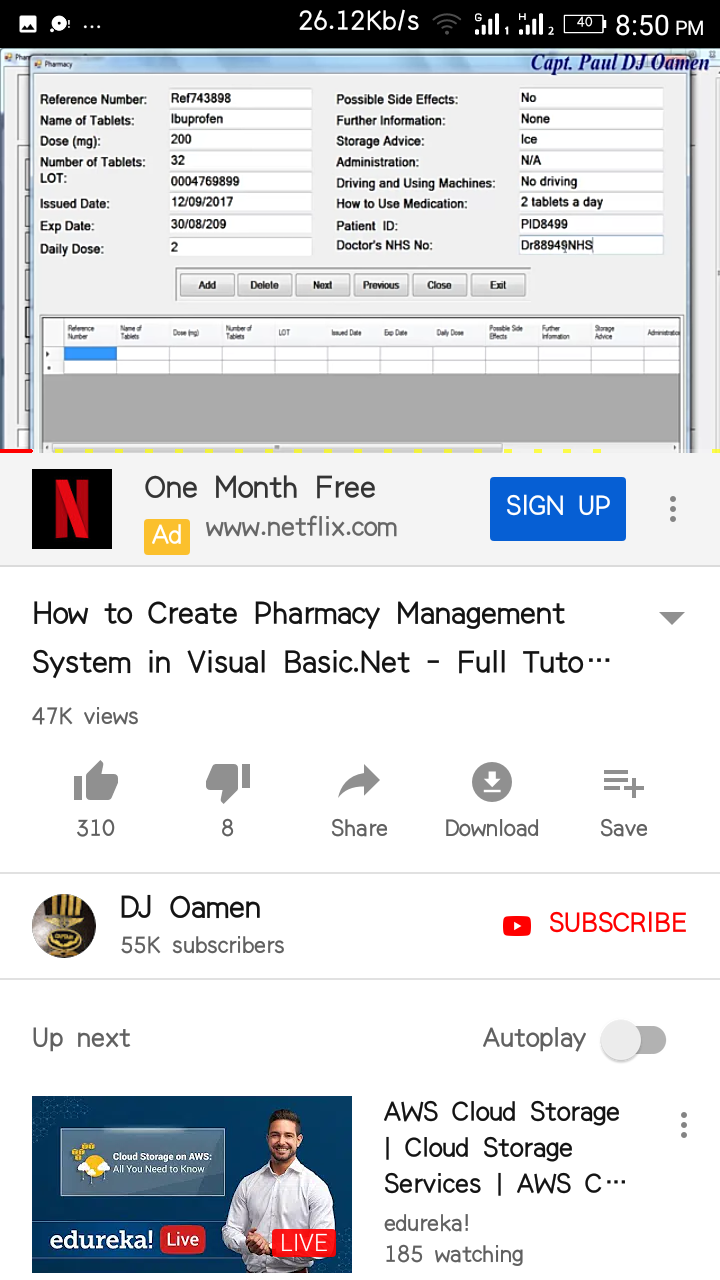 26.12Kb/s G 1 H 2 40 8:50 PM
Phar
Pharmacy
Capt. Paul DJ Oamen
Reference Number: Ref743898 Possible Side Effects: No
Name of Tablets: Ibuprofen Further Information: None
Dose (mg): 200 Storage Advice: Ice
Number of Tablets: 32 Administration: N/A
LOT: 0004769899 Driving and Using Machines: No driving
Issued Date: 12/09/2017 How to Use Medication: 2 tablets a day
Exp Date: 30/08/209 Patient ID: PID8499
Daily Dose: 2 Doctor's NHS No: Dr88949NHS
Add Delete Next Previous Close Exit
Reference Number Name of Tablets Dose (mg) Number of Tablets LOT Issued Date Exp Date Daily Dose Possible Side Effects Further Information Storage Advice Administratio
N One Month Free
Ad www.netflix.com
SIGN UP
How to Create Pharmacy Management
System in Visual Basic.Net - Full Tuto...
47K views
310 8 Share Download Save
DJ Oamen
55K subscribers
SUBSCRIBE
Up next Autoplay
Cloud Storage on AWS:
All You Need to Know
edureka! Live
LIVE
AWS Cloud Storage
| Cloud Storage
Services | AWS C...
edureka!
185 watching